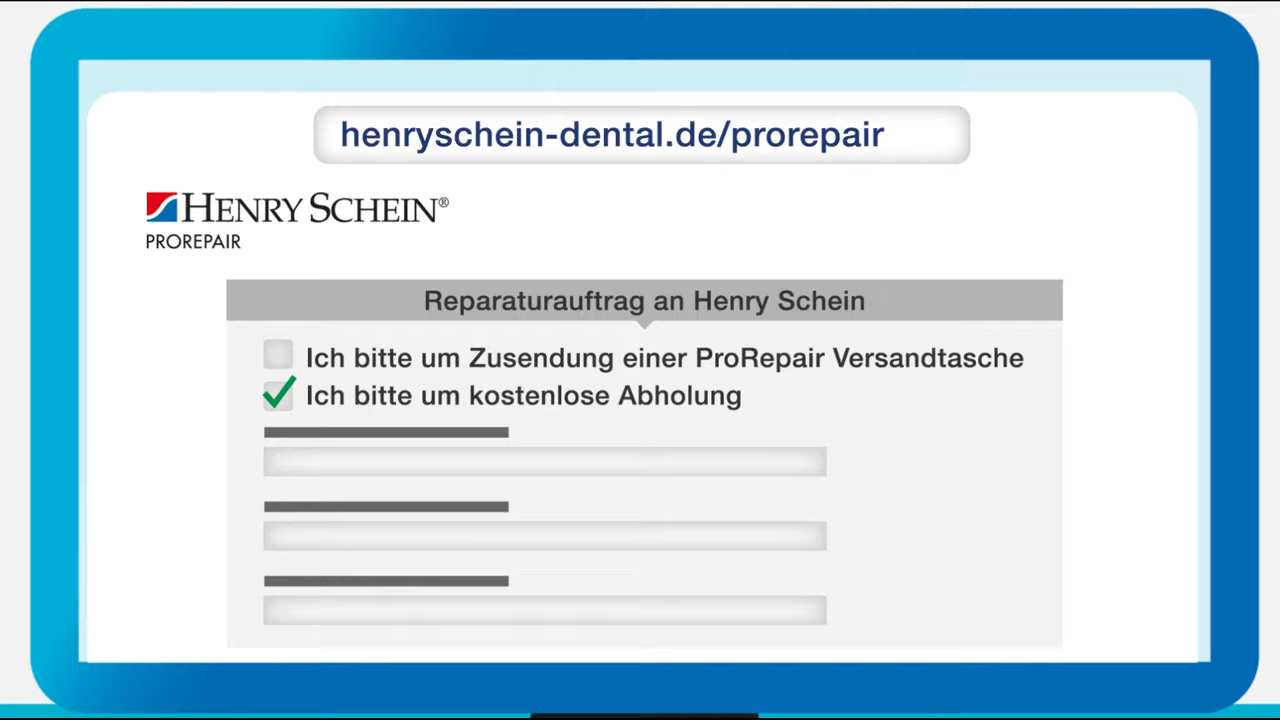 henryschein-dental.de/prorepair
HENRY SCHEIN®
PROREPAIR
Reparaturauftrag an Henry Schein
Ich bitte um Zusendung einer ProRepair Versandtasche
Ich bitte um kostenlose Abholung